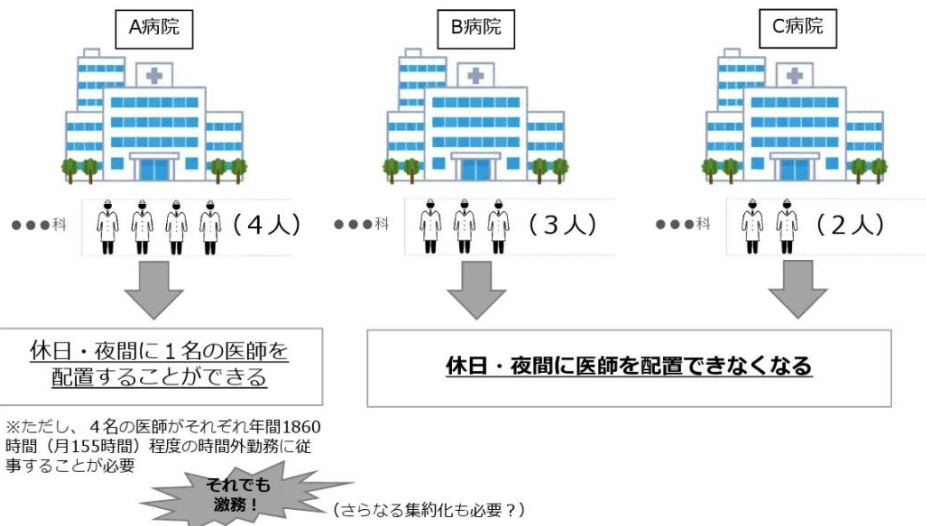 A病院
B病院
C病院
●●●科
（４人）
●●●科
（３人）
●●●科
（２人）
休日・夜間に１名の医師を
配置することができる
休日・夜間に医師を配置できなくなる
※ただし、４名の医師がそれぞれ年間1860
時間（月155時間）程度の時間外勤務に従
事することが必要
それでも
激務！
（さらなる集約化も必要？）